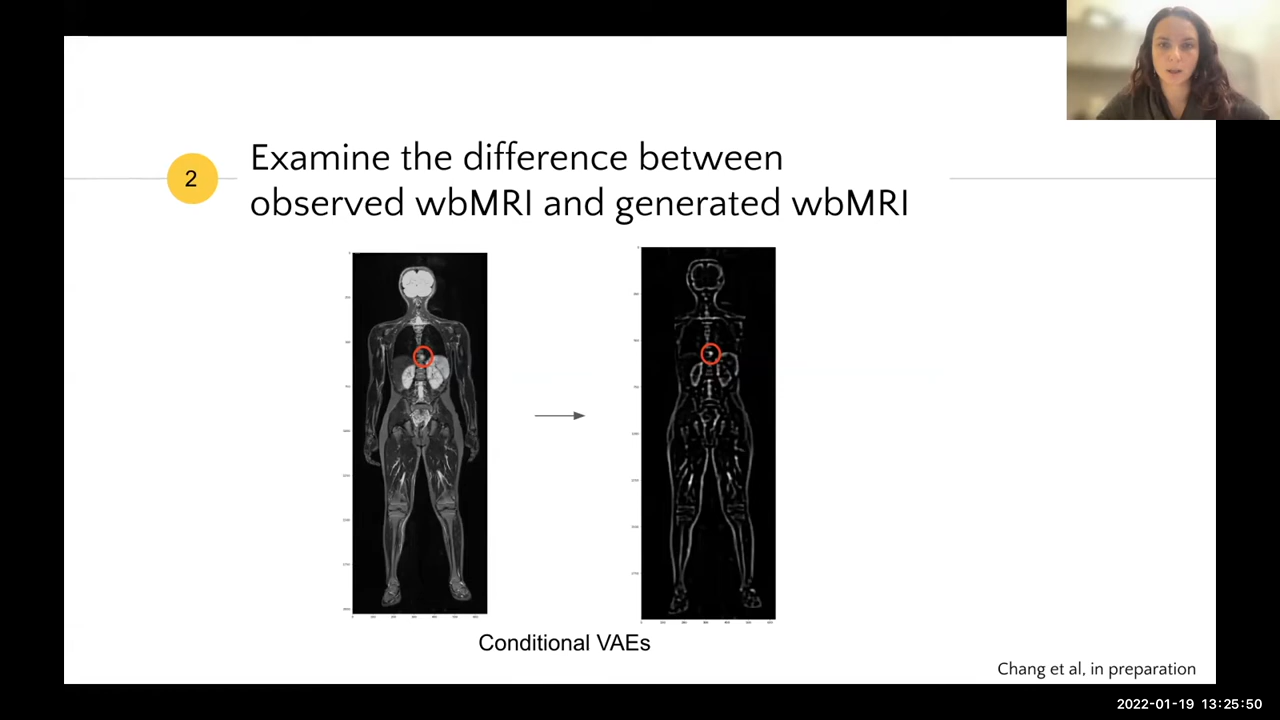 2
Examine the difference between
observed wbMRI and generated wbMRI
Conditional VAEs
Chang et al, in preparation
2022-01-19 13:25:50